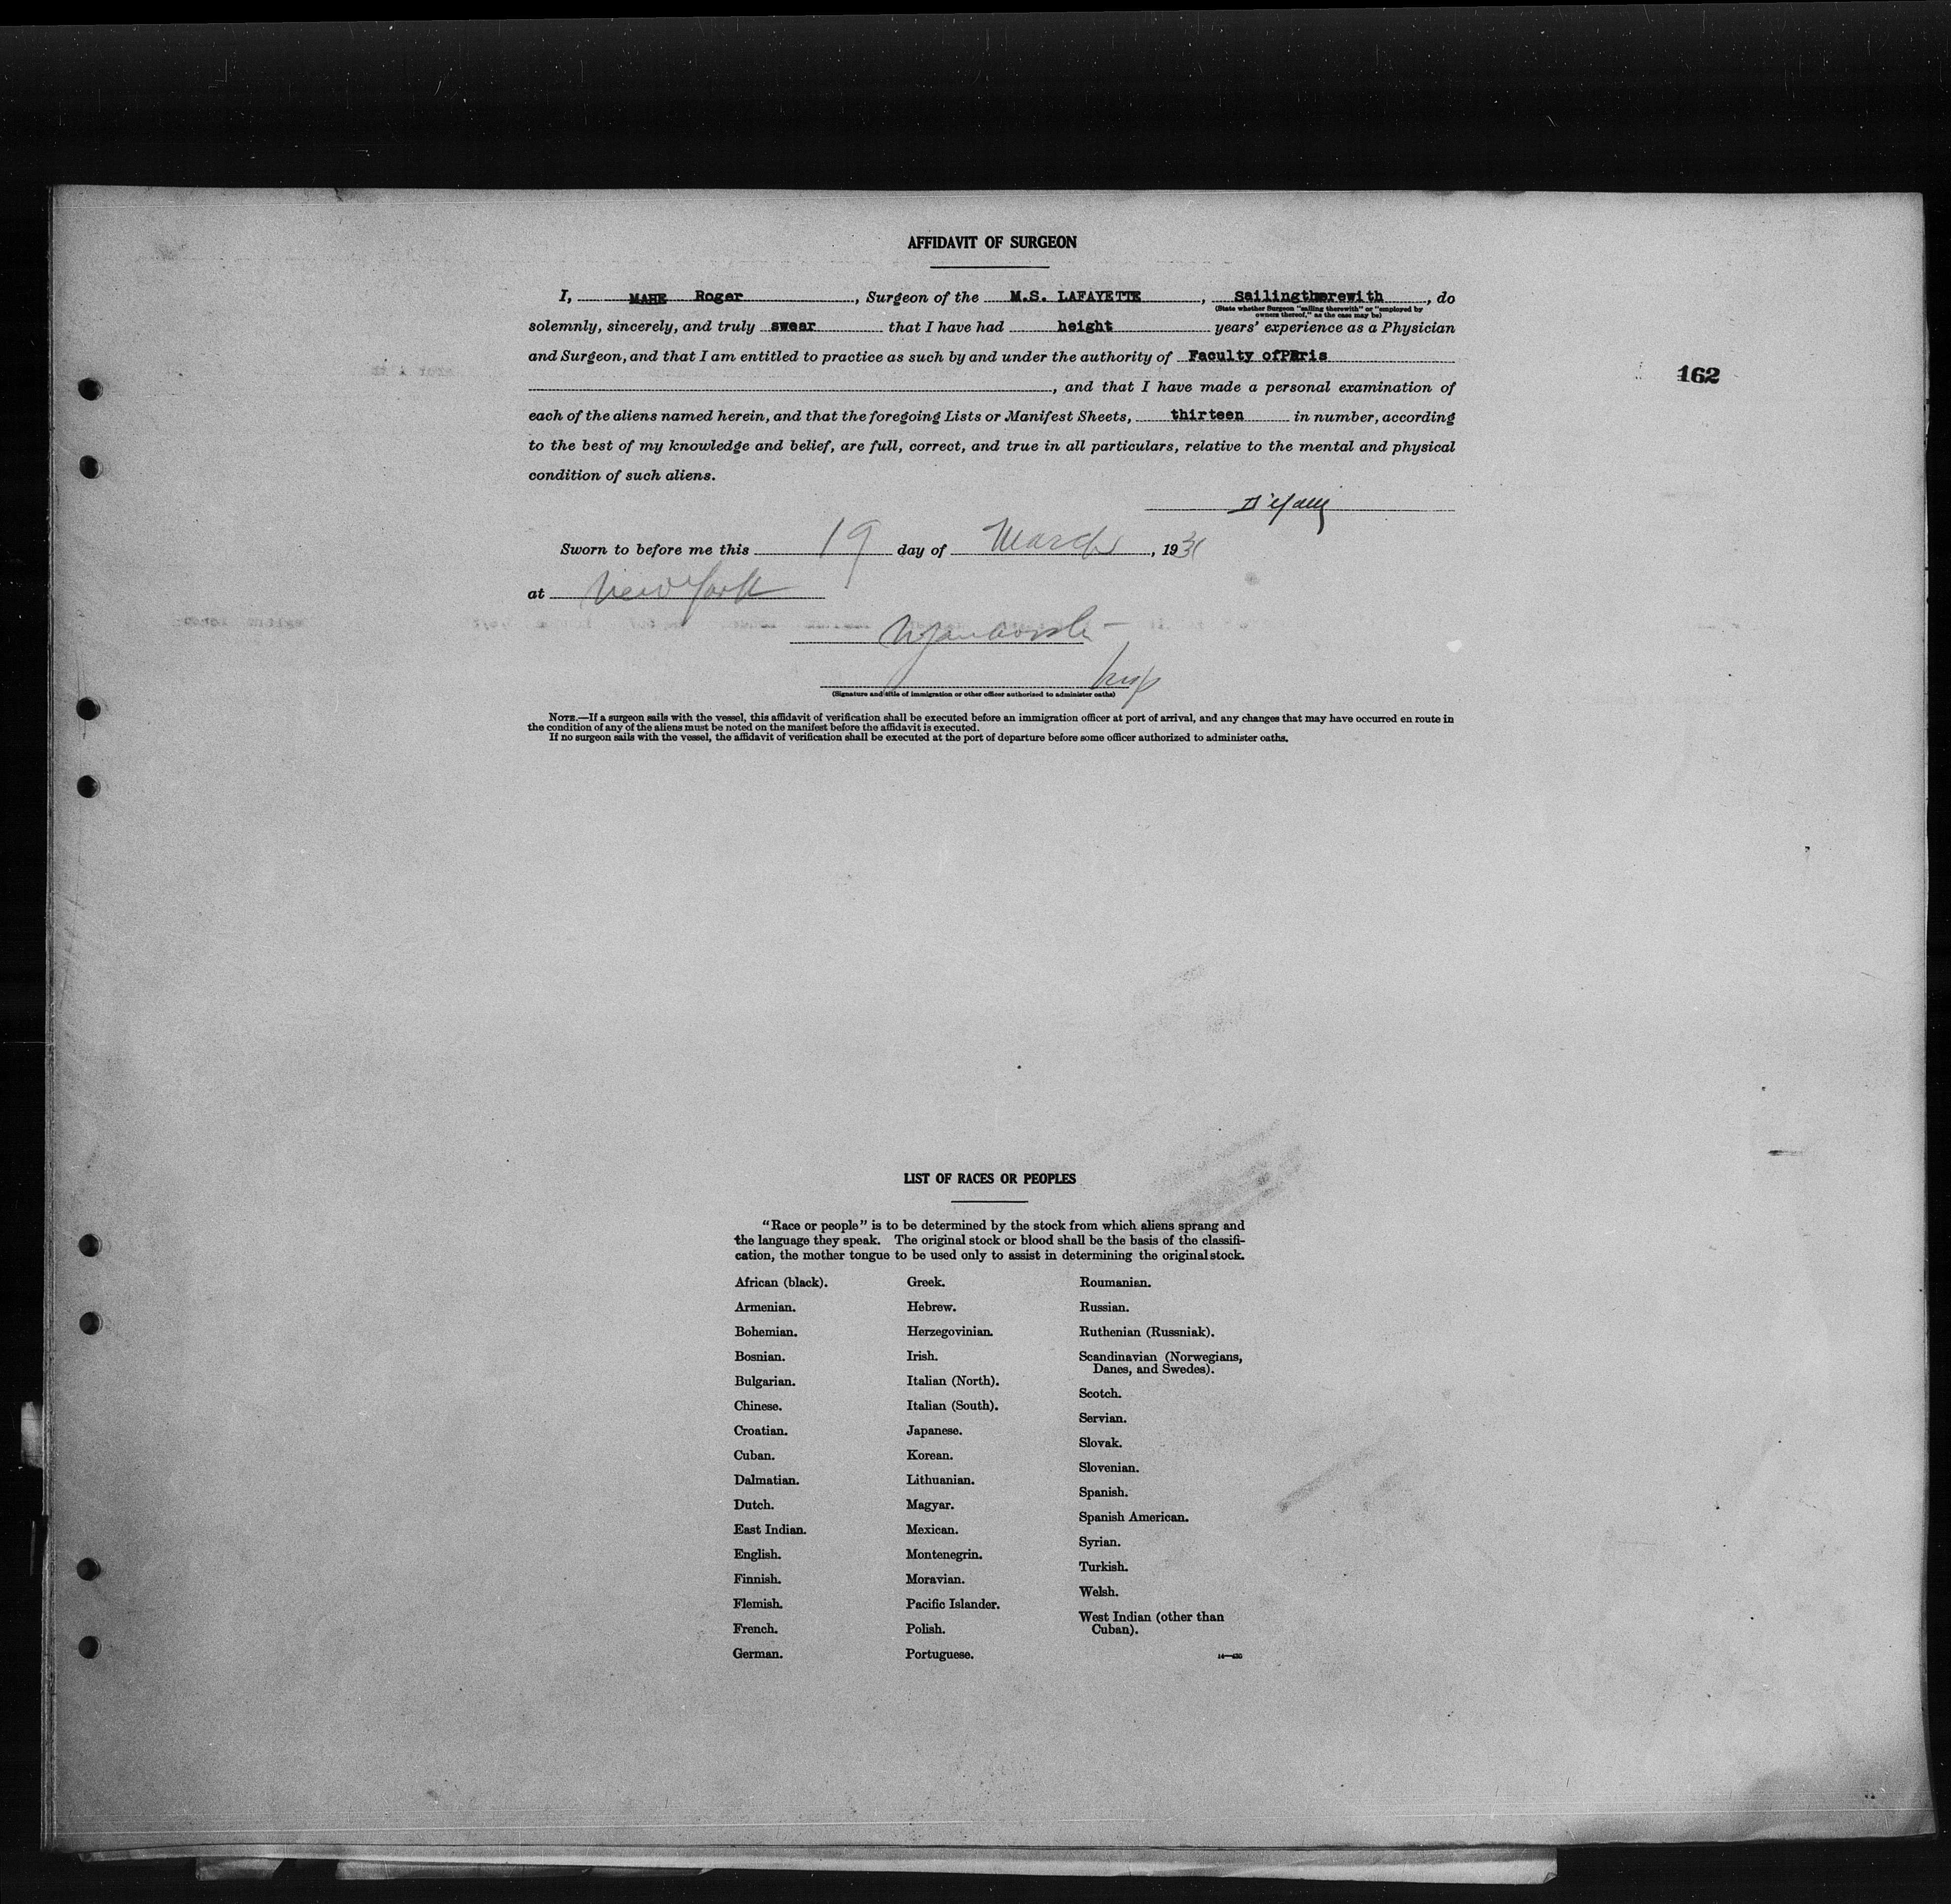 AFFIDAVIT OF SURGEON
I, MAHE Roger, Surgeon of the M.S. LAFAYETTE, Sailingtherewith, do
(State whether Surgeon "sailing therewith" or "employed by
owners thereof," as the case may be)
solemnly, sincerely, and truly swear that I have had height years' experience as a Physician
and Surgeon, and that I am entitled to practice as such by and under the authority of Faculty ofPAris
162
, and that I have made a personal examination of
each of the aliens named herein, and that the foregoing Lists or Manifest Sheets, thirteen in number, according
to the best of my knowledge and belief, are full, correct, and true in all particulars, relative to the mental and physical
condition of such aliens.
Sworn to before me this 19 day of March, 1931
at New York
Insp
(Signature and title of immigration or other officer authorized to administer oaths)
NOTE.—If a surgeon sails with the vessel, this affidavit of verification shall be executed before an immigration officer at port of arrival, and any changes that may have occurred en route in
the condition of any of the aliens must be noted on the manifest before the affidavit is executed.
If no surgeon sails with the vessel, the affidavit of verification shall be executed at the port of departure before some officer authorized to administer oaths.
LIST OF RACES OR PEOPLES
"Race or people" is to be determined by the stock from which aliens sprang and
the language they speak. The original stock or blood shall be the basis of the classifi-
cation, the mother tongue to be used only to assist in determining the original stock.
African (black).
Armenian.
Bohemian.
Bosnian.
Bulgarian.
Chinese.
Croatian.
Cuban.
Dalmatian.
Dutch.
East Indian.
English.
Finnish.
Flemish.
French.
German.
Greek.
Hebrew.
Herzegovinian.
Irish.
Italian (North).
Italian (South).
Japanese.
Korean.
Lithuanian.
Magyar.
Mexican.
Montenegrin.
Moravian.
Pacific Islander.
Polish.
Portuguese.
Roumanian.
Russian.
Ruthenian (Russniak).
Scandinavian (Norwegians,
Danes, and Swedes).
Scotch.
Servian.
Slovak.
Slovenian.
Spanish.
Spanish American.
Syrian.
Turkish.
Welsh.
West Indian (other than
Cuban).